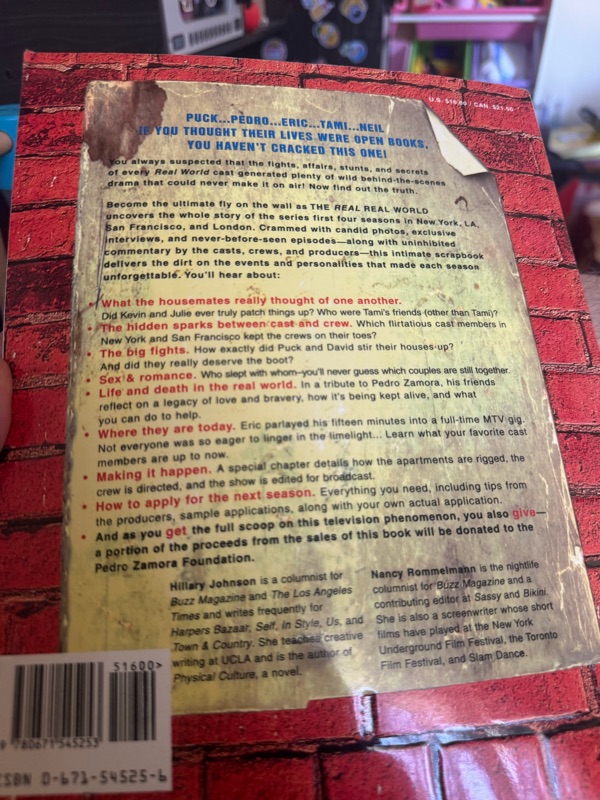 U.S. $16.00 / CAN. $21.50
PUCK...PEDRO...ERIC...TAMI...NEIL
IF YOU THOUGHT THEIR LIVES WERE OPEN BOOKS,
YOU HAVEN'T CRACKED THIS ONE!
You always suspected that the fights, affairs, stunts, and secrets
of every Real World cast generated plenty of wild behind-the-scenes
drama that could never make it on air! Now find out the truth.
Become the ultimate fly on the wall as THE REAL REAL WORLD
uncovers the whole story of the series first four seasons in New York, LA,
San Francisco, and London. Crammed with candid photos, exclusive
interviews, and never-before-seen episodes—along with uninhibited
commentary by the casts, crews, and producers—this intimate scrapbook
delivers the dirt on the events and personalities that made each season
unforgettable. You'll hear about:
• What the housemates really thought of one another.
Did Kevin and Julie ever truly patch things up? Who were Tami's friends (other than Tami)?
• The hidden sparks between cast and crew. Which flirtatious cast members in
New York and San Francisco kept the crews on their toes?
• The big fights. How exactly did Puck and David stir their houses up?
And did they really deserve the boot?
• Sex & romance. Who slept with whom—you'll never guess which couples are still together.
• Life and death in the real world. In a tribute to Pedro Zamora, his friends
reflect on a legacy of love and bravery, how it's being kept alive, and what
you can do to help.
• Where they are today. Eric parlayed his fifteen minutes into a full-time MTV gig.
Not everyone was so eager to linger in the limelight... Learn what your favorite cast
members are up to now.
• Making it happen. A special chapter details how the apartments are rigged, the
crew is directed, and the show is edited for broadcast.
• How to apply for the next season. Everything you need, including tips from
the producers, sample applications, along with your own actual application.
• And as you get the full scoop on this television phenomenon, you also give—
a portion of the proceeds from the sales of this book will be donated to the
Pedro Zamora Foundation.
Hillary Johnson is a columnist for
Buzz Magazine and The Los Angeles
Times and writes frequently for
Harpers Bazaar, Self, In Style, Us, and
Town & Country. She teaches creative
writing at UCLA and is the author of
Physical Culture, a novel.
Nancy Rommelmann is the nightlife
columnist for Buzz Magazine and a
contributing editor at Sassy and Bikini.
She is also a screenwriter whose short
films have played at the New York
Underground Film Festival, the Toronto
Film Festival, and Slam Dance.
51600>
9 780671 545253
ISBN 0-671-54525-6